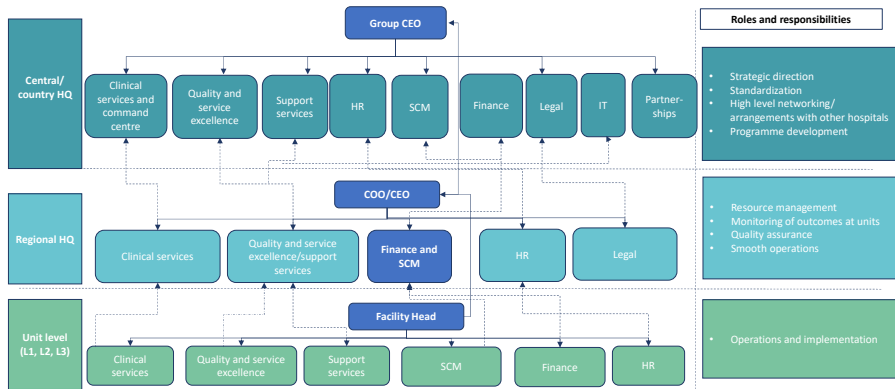 Group CEO
Roles and responsibilities
Central/
country HQ
Clinical
services and
command
centre
Quality and
service
excellence
Support
services
HR
SCM
Finance
Legal
IT
Partner-
ships
• Strategic direction
• Standardization
• High level networking/
arrangements with other hospitals
• Programme development
COO/CEO
Regional HQ
Clinical services
Quality and service
excellence/support
services
Finance and
SCM
HR
Legal
• Resource management
• Monitoring of outcomes at units
• Quality assurance
• Smooth operations
Facility Head
Unit level
(L1, L2, L3)
Clinical
services
Quality and service
excellence
Support
services
SCM
Finance
HR
• Operations and implementation